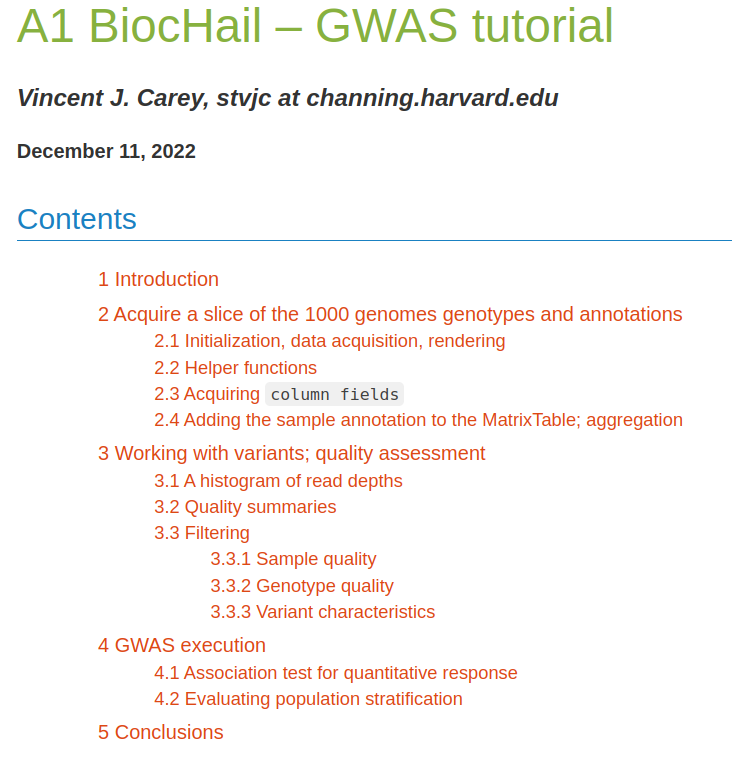 A1 BiocHail – GWAS tutorial
Vincent J. Carey, stvjc at channing.harvard.edu
December 11, 2022
Contents
1 Introduction
2 Acquire a slice of the 1000 genomes genotypes and annotations
2.1 Initialization, data acquisition, rendering
2.2 Helper functions
2.3 Acquiring column fields
2.4 Adding the sample annotation to the MatrixTable; aggregation
3 Working with variants; quality assessment
3.1 A histogram of read depths
3.2 Quality summaries
3.3 Filtering
3.3.1 Sample quality
3.3.2 Genotype quality
3.3.3 Variant characteristics
4 GWAS execution
4.1 Association test for quantitative response
4.2 Evaluating population stratification
5 Conclusions